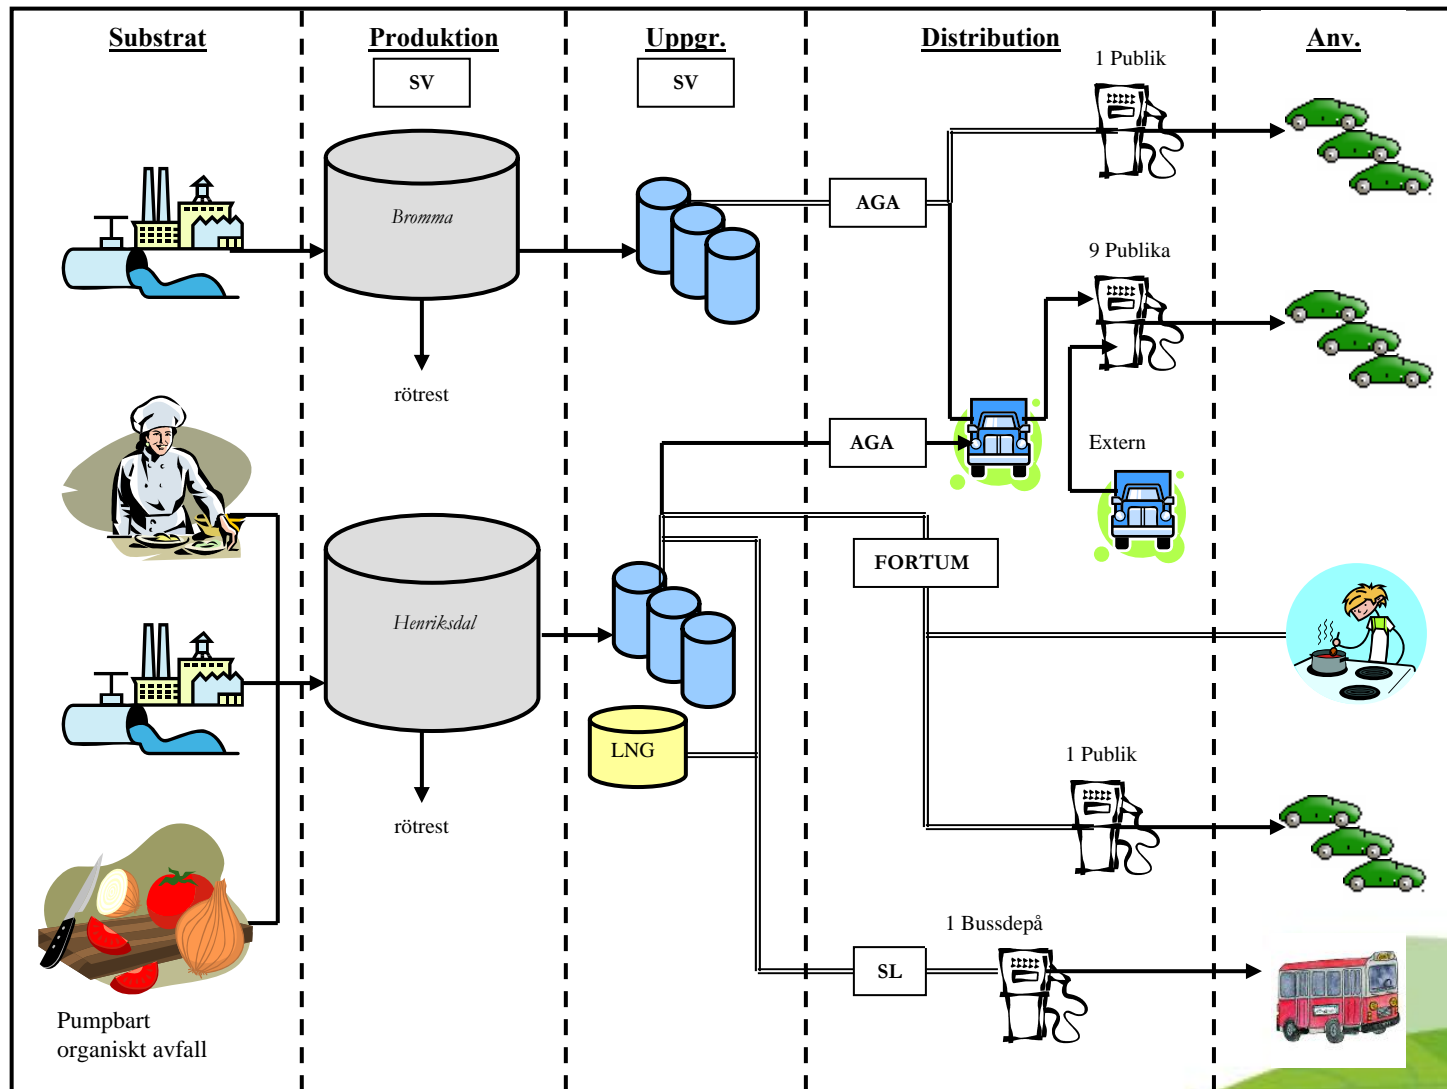 Substrat
Produktion
Uppgr.
Distribution
Anv.
SV
SV
1 Publik
Bromma
AGA
9 Publika
rötrest
AGA
Extern
FORTUM
Henriksdal
LNG
1 Publik
rötrest
1 Bussdepå
SL
Pumpbart
organiskt avfall